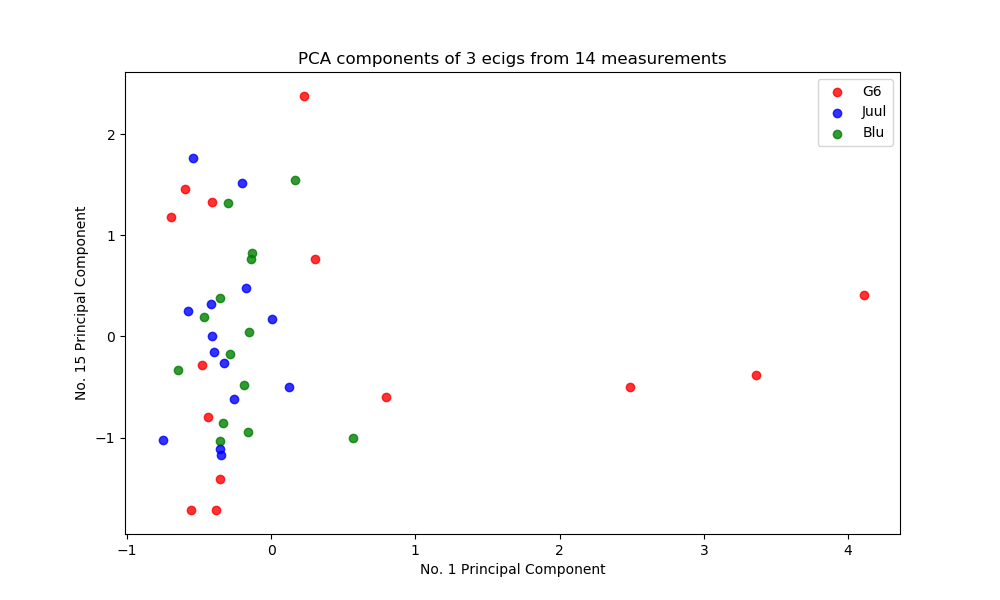 PCA components of 3 ecigs from 14 measurements
G6
Juul
Blu
No. 15 Principal Component
2
1
0
−1
−1
0
1
2
3
4
No. 1 Principal Component